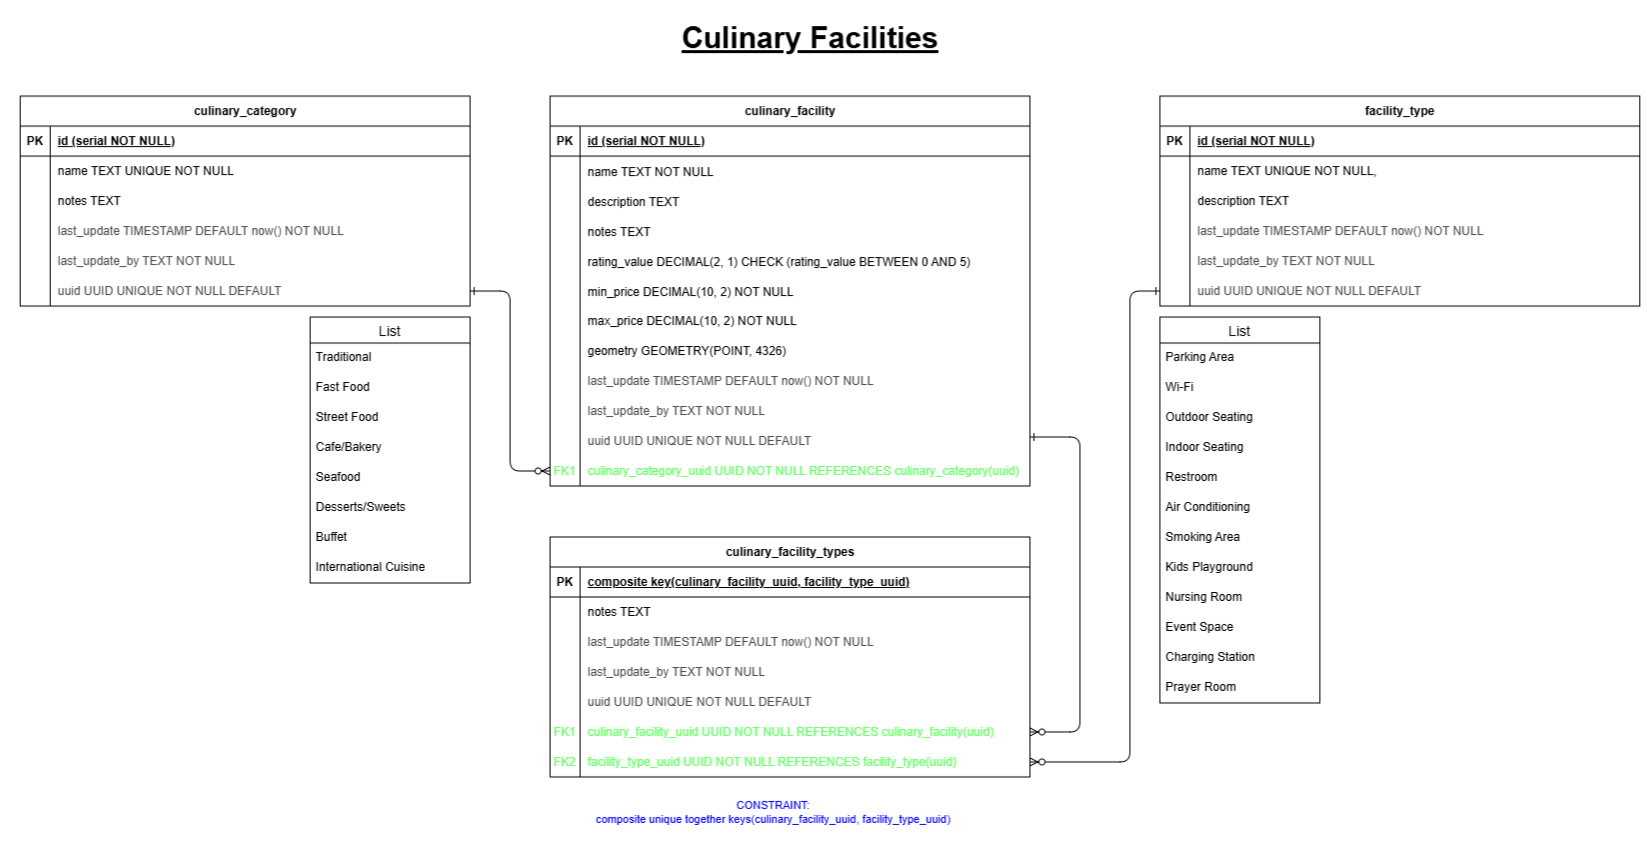 Culinary Facilities
culinary_category
PK id (serial NOT NULL)
name TEXT UNIQUE NOT NULL
notes TEXT
last_update TIMESTAMP DEFAULT now() NOT NULL
last_update_by TEXT NOT NULL
uuid UUID UNIQUE NOT NULL DEFAULT
List
Traditional
Fast Food
Street Food
Cafe/Bakery
Seafood
Desserts/Sweets
Buffet
International Cuisine
culinary_facility
PK id (serial NOT NULL)
name TEXT NOT NULL
description TEXT
notes TEXT
rating_value DECIMAL(2, 1) CHECK (rating_value BETWEEN 0 AND 5)
min_price DECIMAL(10, 2) NOT NULL
max_price DECIMAL(10, 2) NOT NULL
geometry GEOMETRY(POINT, 4326)
last_update TIMESTAMP DEFAULT now() NOT NULL
last_update_by TEXT NOT NULL
uuid UUID UNIQUE NOT NULL DEFAULT
FK1 culinary_category_uuid UUID NOT NULL REFERENCES culinary_category(uuid)
culinary_facility_types
PK composite key(culinary_facility_uuid, facility_type_uuid)
notes TEXT
last_update TIMESTAMP DEFAULT now() NOT NULL
last_update_by TEXT NOT NULL
uuid UUID UNIQUE NOT NULL DEFAULT
FK1 culinary_facility_uuid UUID NOT NULL REFERENCES culinary_facility(uuid)
FK2 facility_type_uuid UUID NOT NULL REFERENCES facility_type(uuid)
CONSTRAINT:
composite unique together keys(culinary_facility_uuid, facility_type_uuid)
facility_type
PK id (serial NOT NULL)
name TEXT UNIQUE NOT NULL,
description TEXT
last_update TIMESTAMP DEFAULT now() NOT NULL
last_update_by TEXT NOT NULL
uuid UUID UNIQUE NOT NULL DEFAULT
List
Parking Area
Wi-Fi
Outdoor Seating
Indoor Seating
Restroom
Air Conditioning
Smoking Area
Kids Playground
Nursing Room
Event Space
Charging Station
Prayer Room